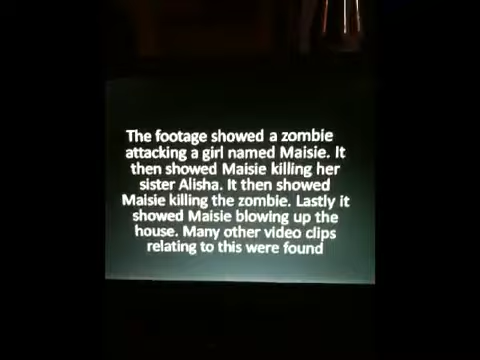 The footage showed a zombie
attacking a girl named Maisie. It
then showed Maisie killing her
sister Alisha. It then showed
Maisie killing the zombie. Lastly it
showed Maisie blowing up the
house. Many other video clips
relating to this were found